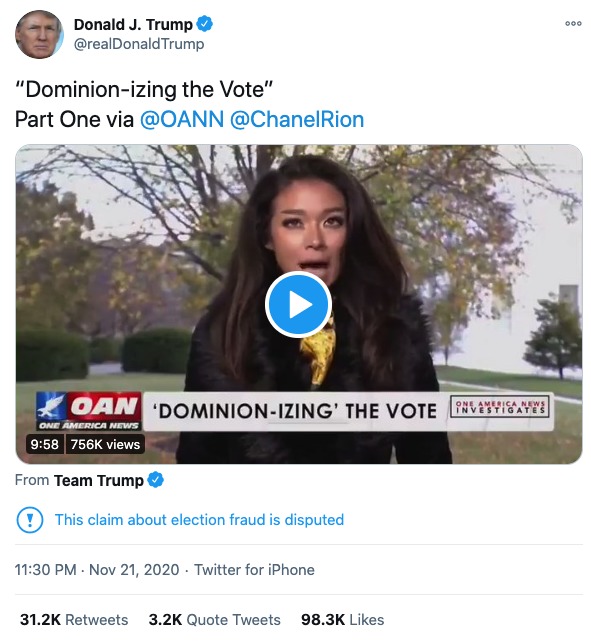 Donald J. Trump
@realDonaldTrump
“Dominion-izing the Vote”
Part One via @OANN @ChanelRion
OAN
ONE AMERICA NEWS
‘DOMINION-IZING’ THE VOTE
ONE AMERICA NEWS
INVESTIGATES
9:58 756K views
From Team Trump
This claim about election fraud is disputed
11:30 PM · Nov 21, 2020 · Twitter for iPhone
31.2K Retweets 3.2K Quote Tweets 98.3K Likes